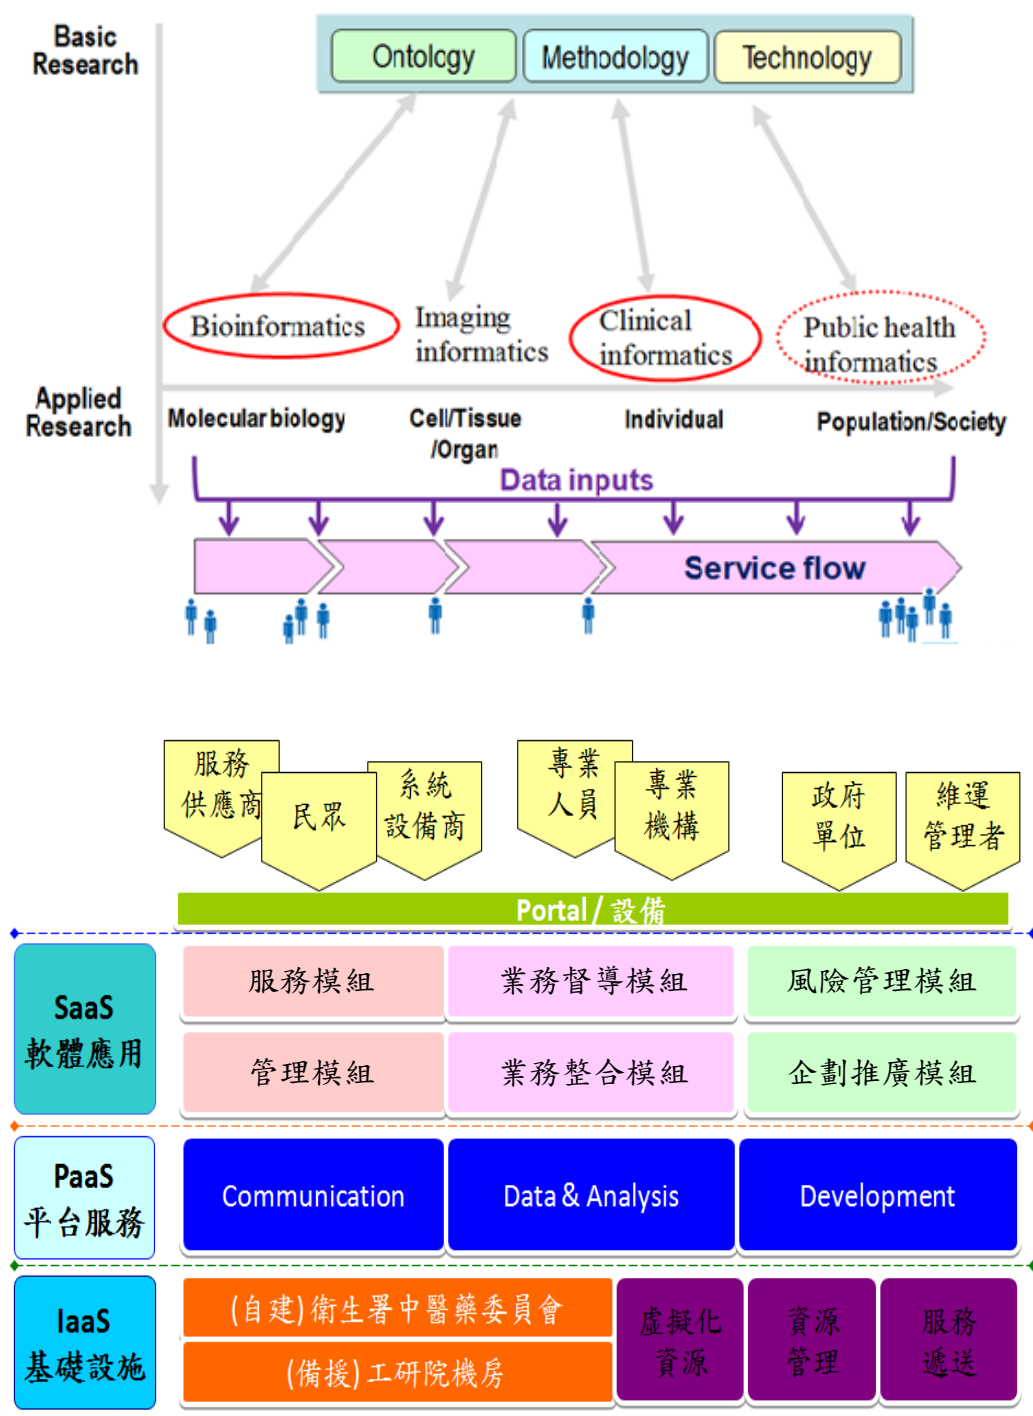 Basic
Research
Ontology
Methodology
Technology
Bioinformatics
Imaging
informatics
Clinical
informatics
Public health
informatics
Applied
Research
Molecular biology
Cell/Tissue
/Organ
Individual
Population/Society
Data inputs
Service flow
服務
供應商
民眾
系統
設備商
專業
人員
專業
機構
政府
單位
維運
管理者
Portal / 設備
SaaS
軟體應用
服務模組
業務督導模組
風險管理模組
管理模組
業務整合模組
企劃推廣模組
PaaS
平台服務
Communication
Data & Analysis
Development
IaaS
基礎設施
(自建)衛生署中醫藥委員會
(備援)工研院機房
虛擬化
資源
資源
管理
服務
遞送